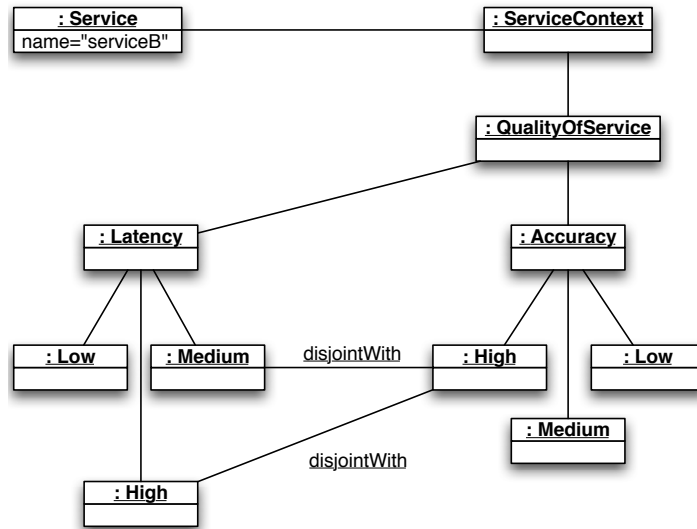 : Service
name="serviceB"
: ServiceContext
: QualityOfService
: Latency
: Accuracy
: Low
: Medium
disjointWith
: High
: Low
: Medium
disjointWith
: High